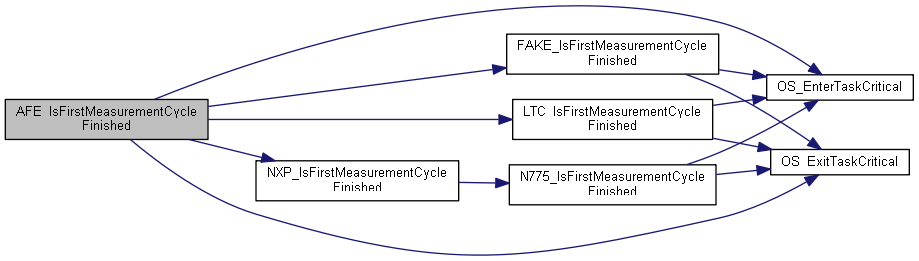 FAKE_IsFirstMeasurementCycle
Finished
OS_EnterTaskCritical
AFE_IsFirstMeasurementCycle
Finished
LTC_IsFirstMeasurementCycle
Finished
OS_ExitTaskCritical
NXP_IsFirstMeasurementCycle
Finished
N775_IsFirstMeasurementCycle
Finished